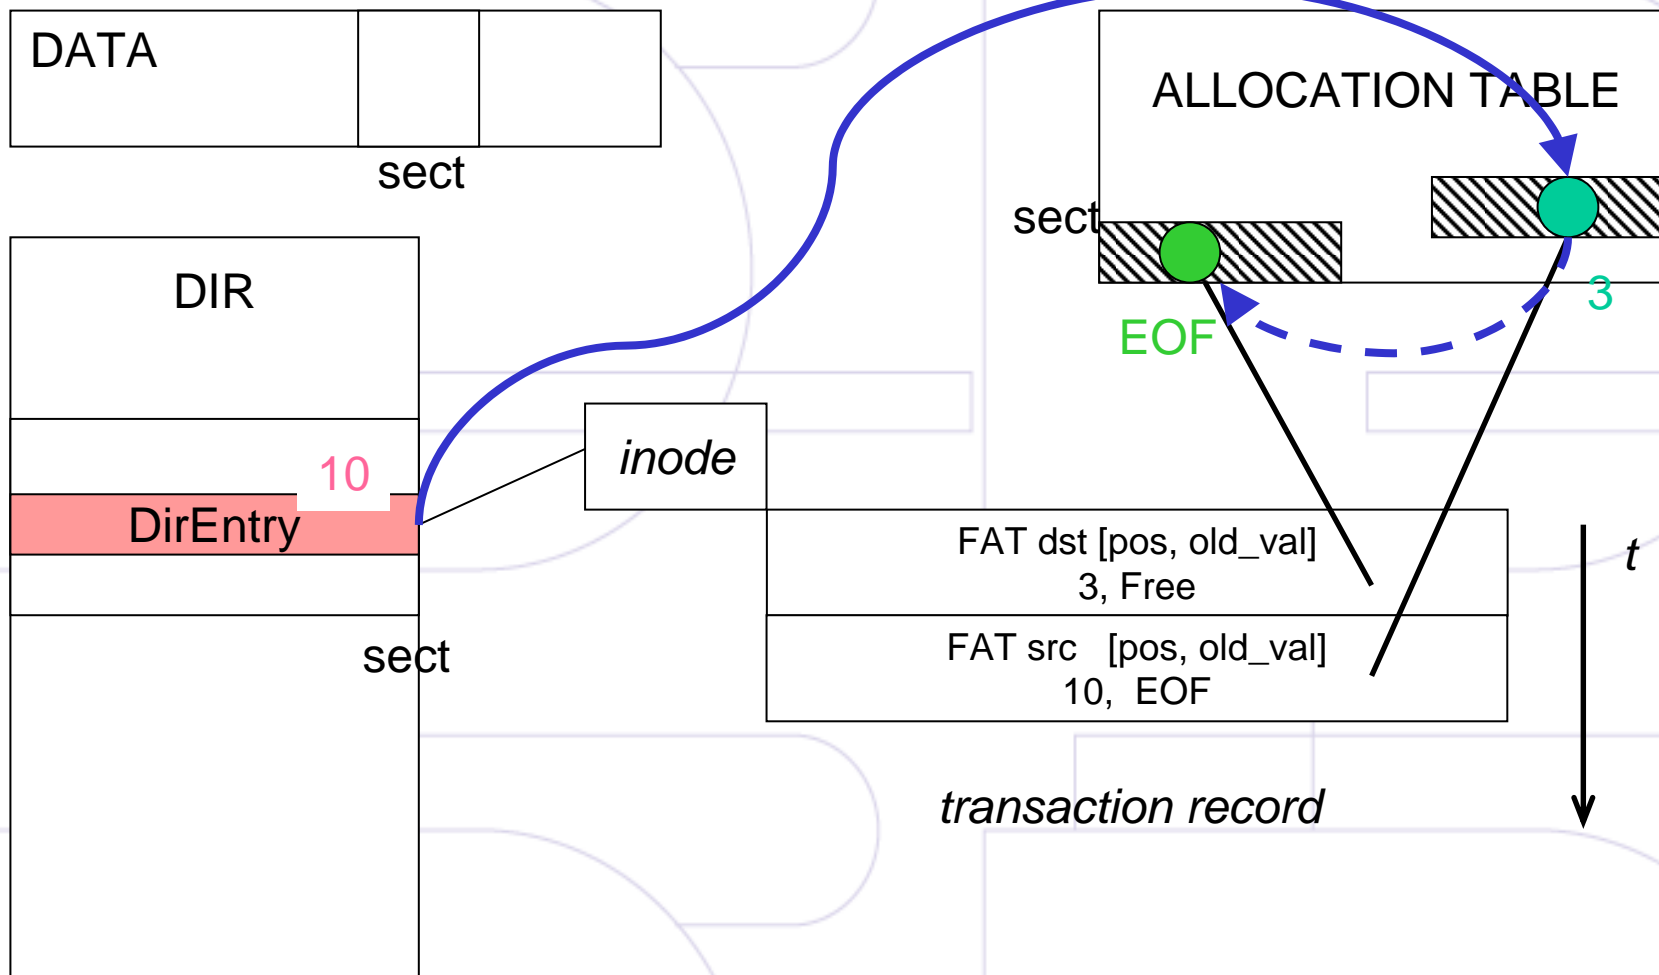 DATA
sect
ALLOCATION TABLE
sect
3
EOF
DIR
10
DirEntry
sect
inode
FAT dst [pos, old_val]
3, Free
FAT src [pos, old_val]
10, EOF
t
transaction record